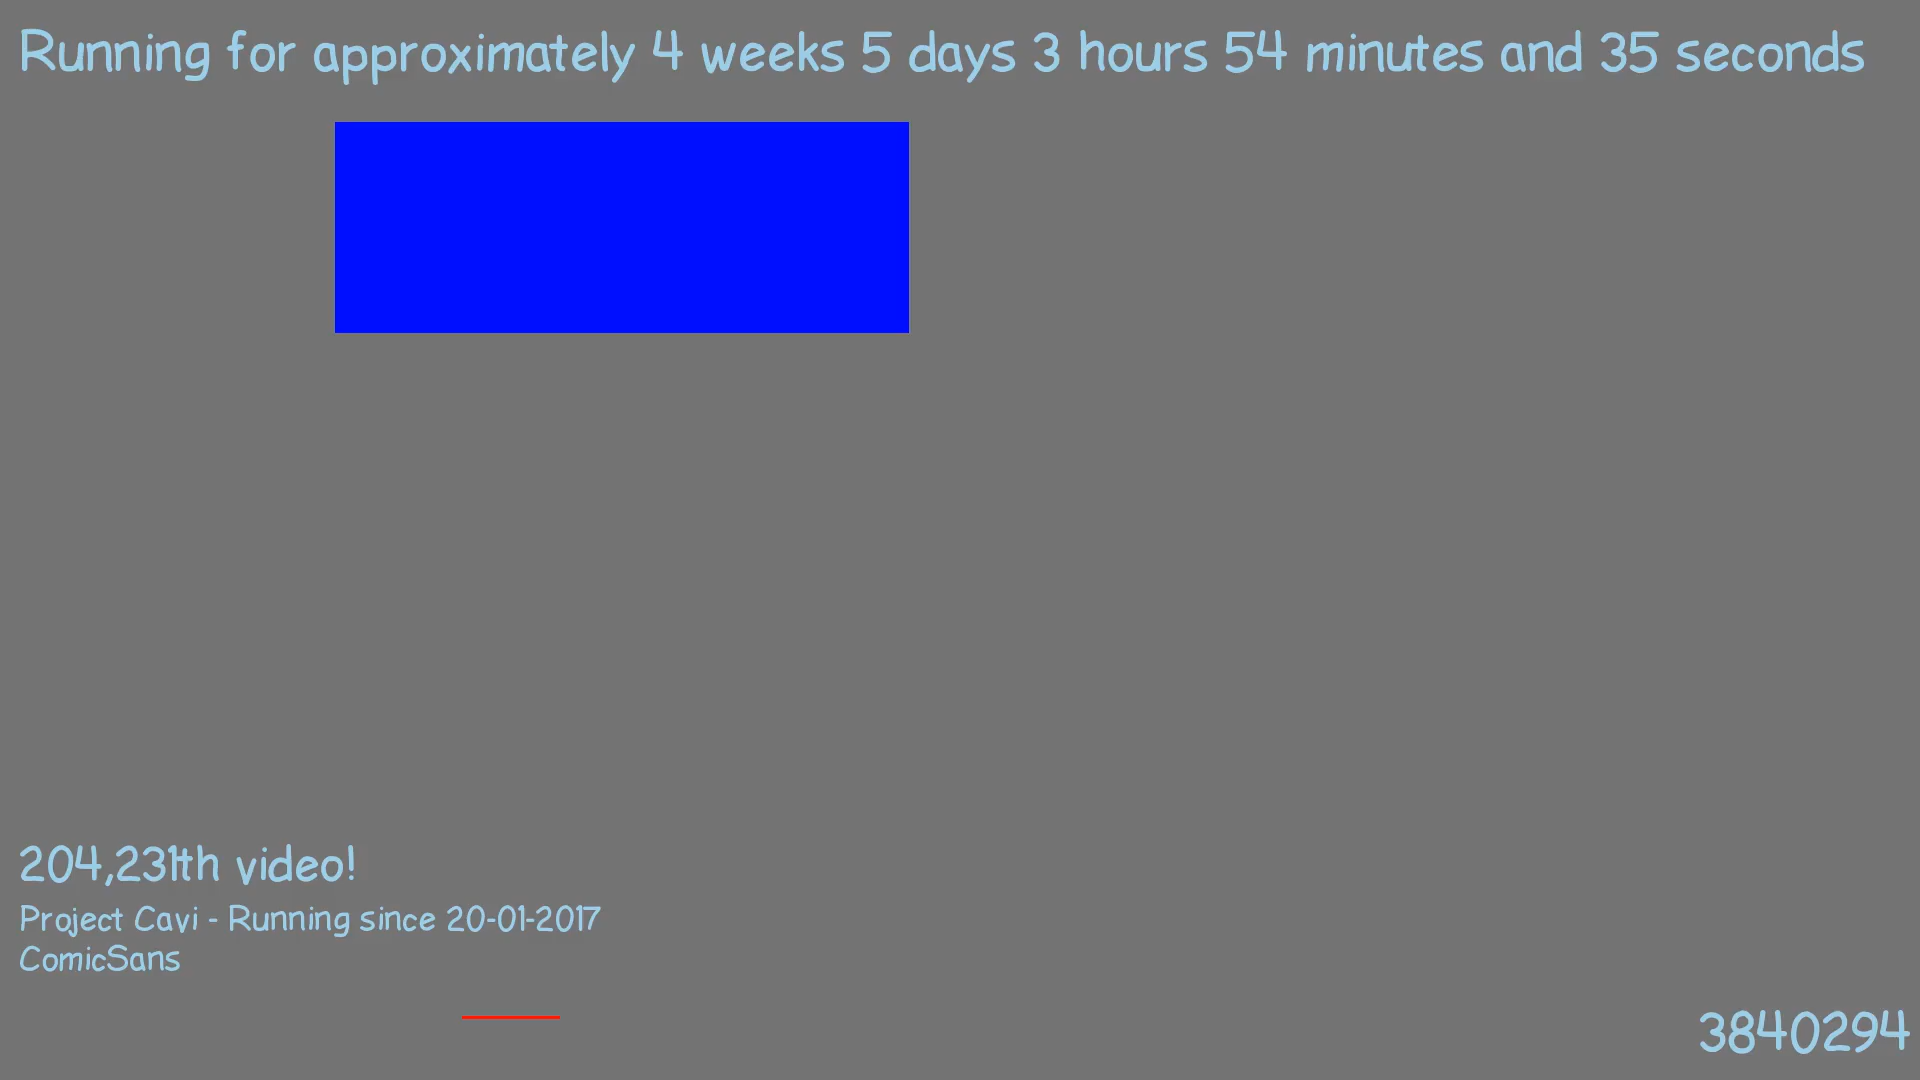 Running for approximately 4 weeks 5 days 3 hours 54 minutes and 35 seconds
204,231th video!
Project Cavi - Running since 20-01-2017
ComicSans
3840294